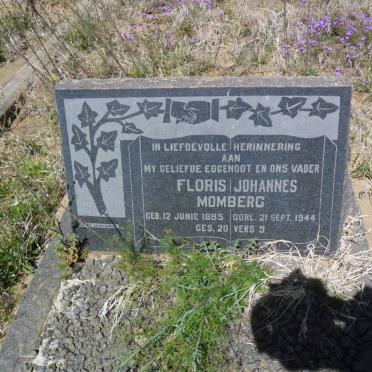 IN LIEFDEVOLLE HERINNERING
AAN
MY GELIEFDE EGGENOOT EN ONS VADER
FLORIS JOHANNES
MOMBERG
GEB. 12 JUNIE 1885 OORL. 21 SEPT. 1944
GES. 20 VERS 9